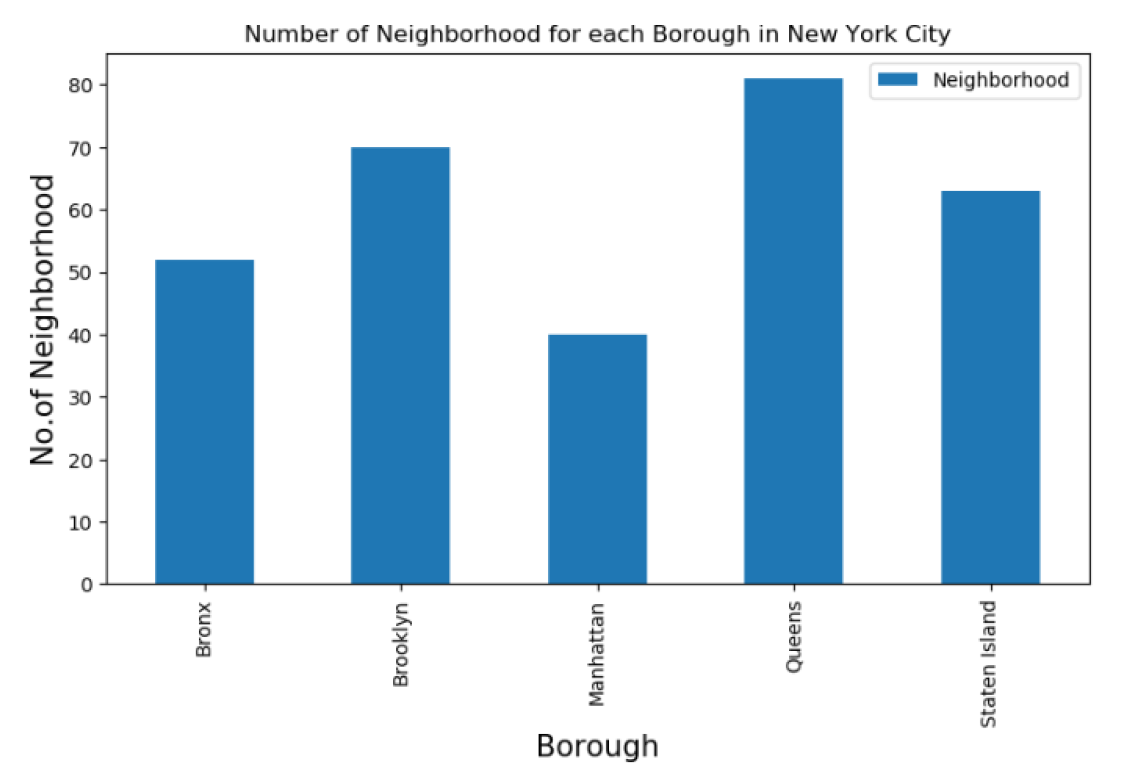 Number of Neighborhood for each Borough in New York City
Neighborhood
No.of Neighborhood
80
70
60
50
40
30
20
10
0
Bronx
Brooklyn
Manhattan
Queens
Staten Island
Borough